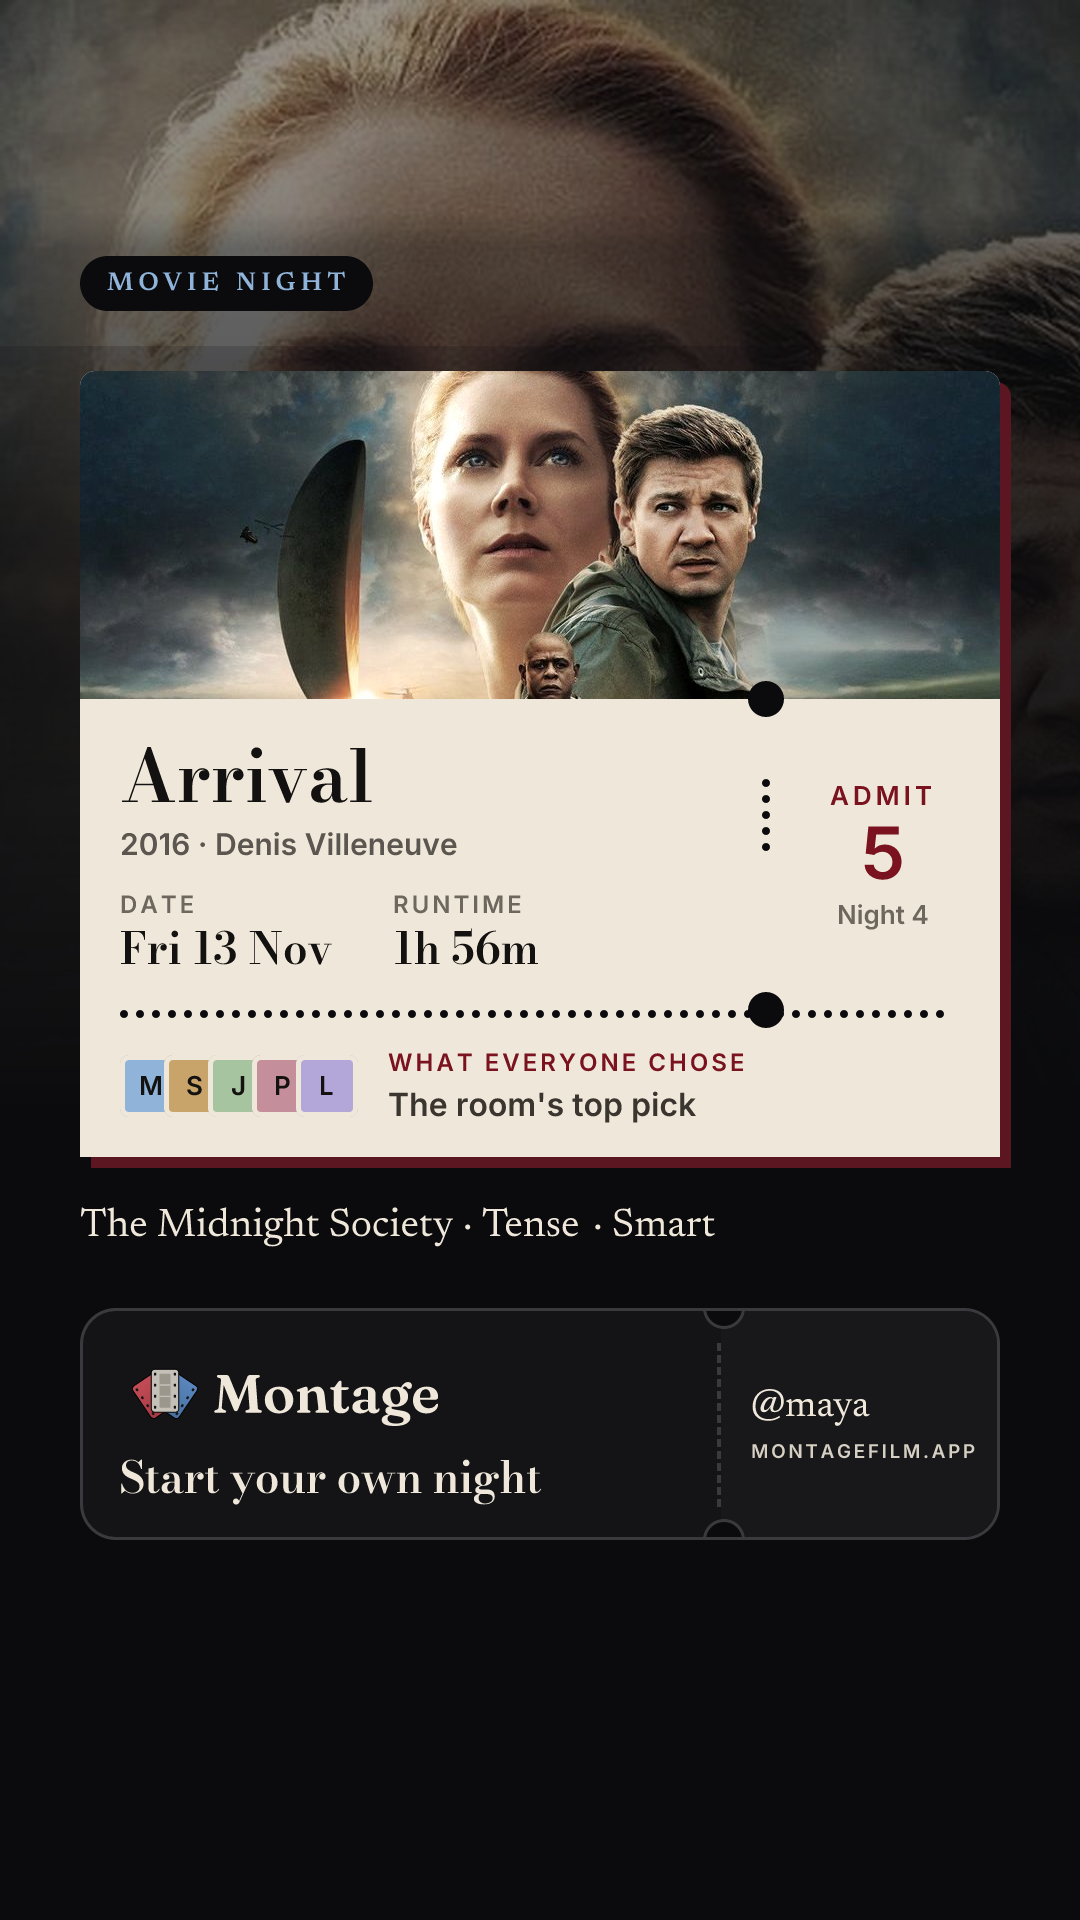 MOVIE NIGHT
Arrival
2016 · Denis Villeneuve
DATE
Fri 13 Nov
RUNTIME
1h 56m
ADMIT
5
Night 4
M S J P L
WHAT EVERYONE CHOSE
The room's top pick
The Midnight Society · Tense · Smart
Montage
Start your own night
@maya
MONTAGEFILM.APP